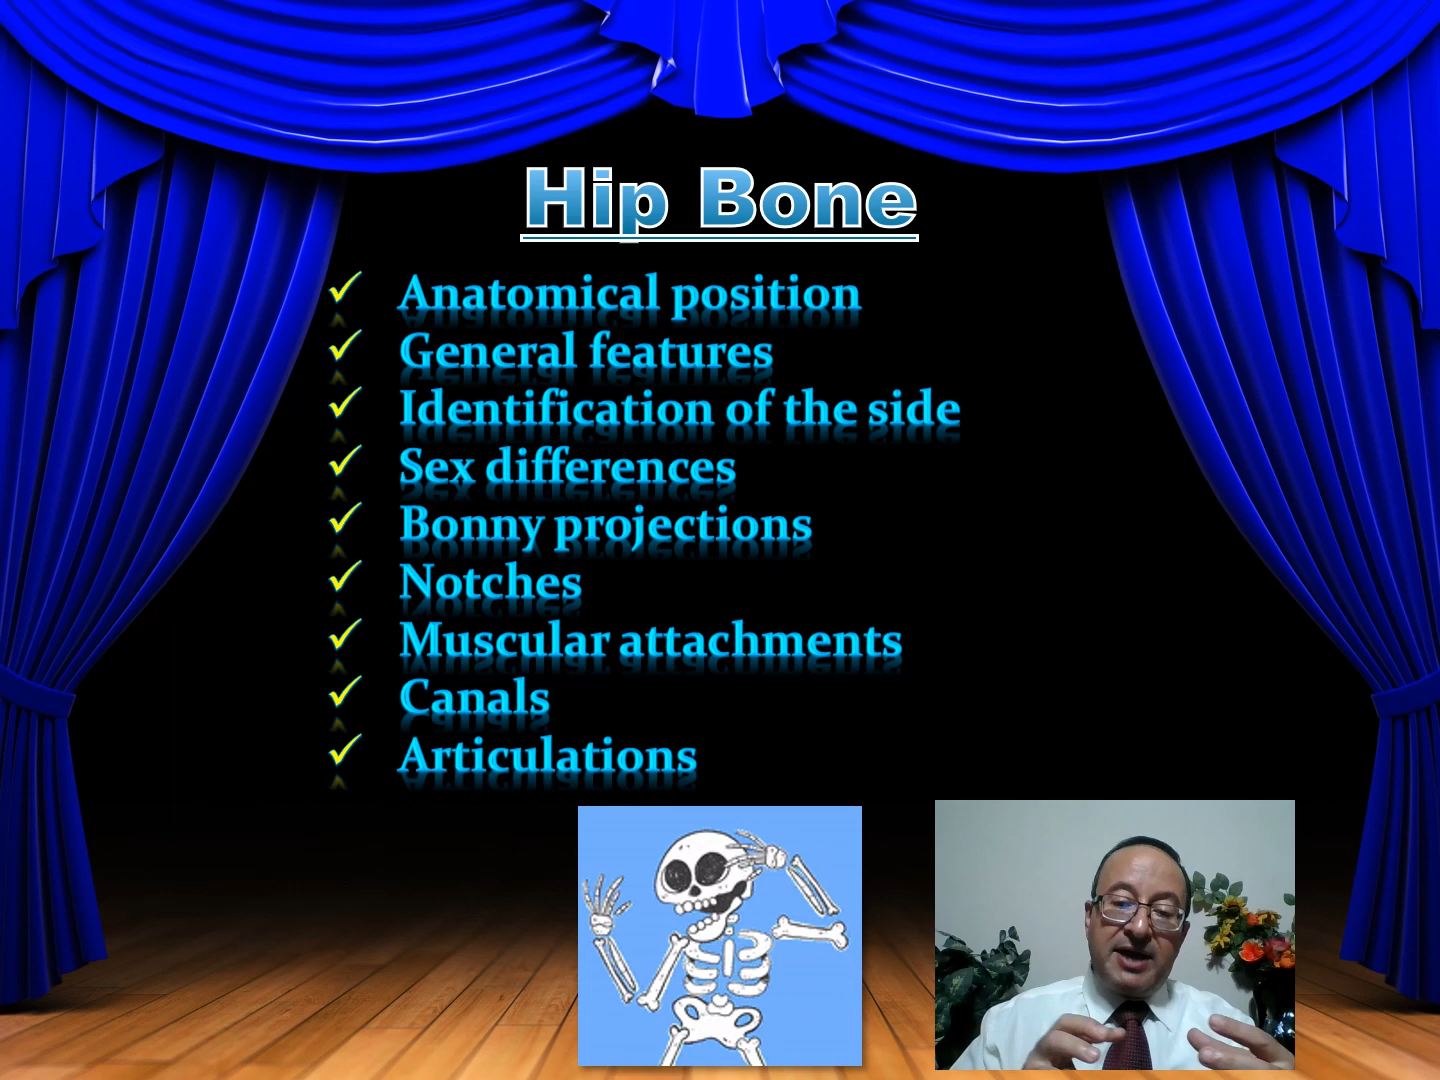 Hip Bone
✓ Anatomical position
✓ General features
✓ Identification of the side
✓ Sex differences
✓ Bonny projections
✓ Notches
✓ Muscular attachments
✓ Canals
✓ Articulations